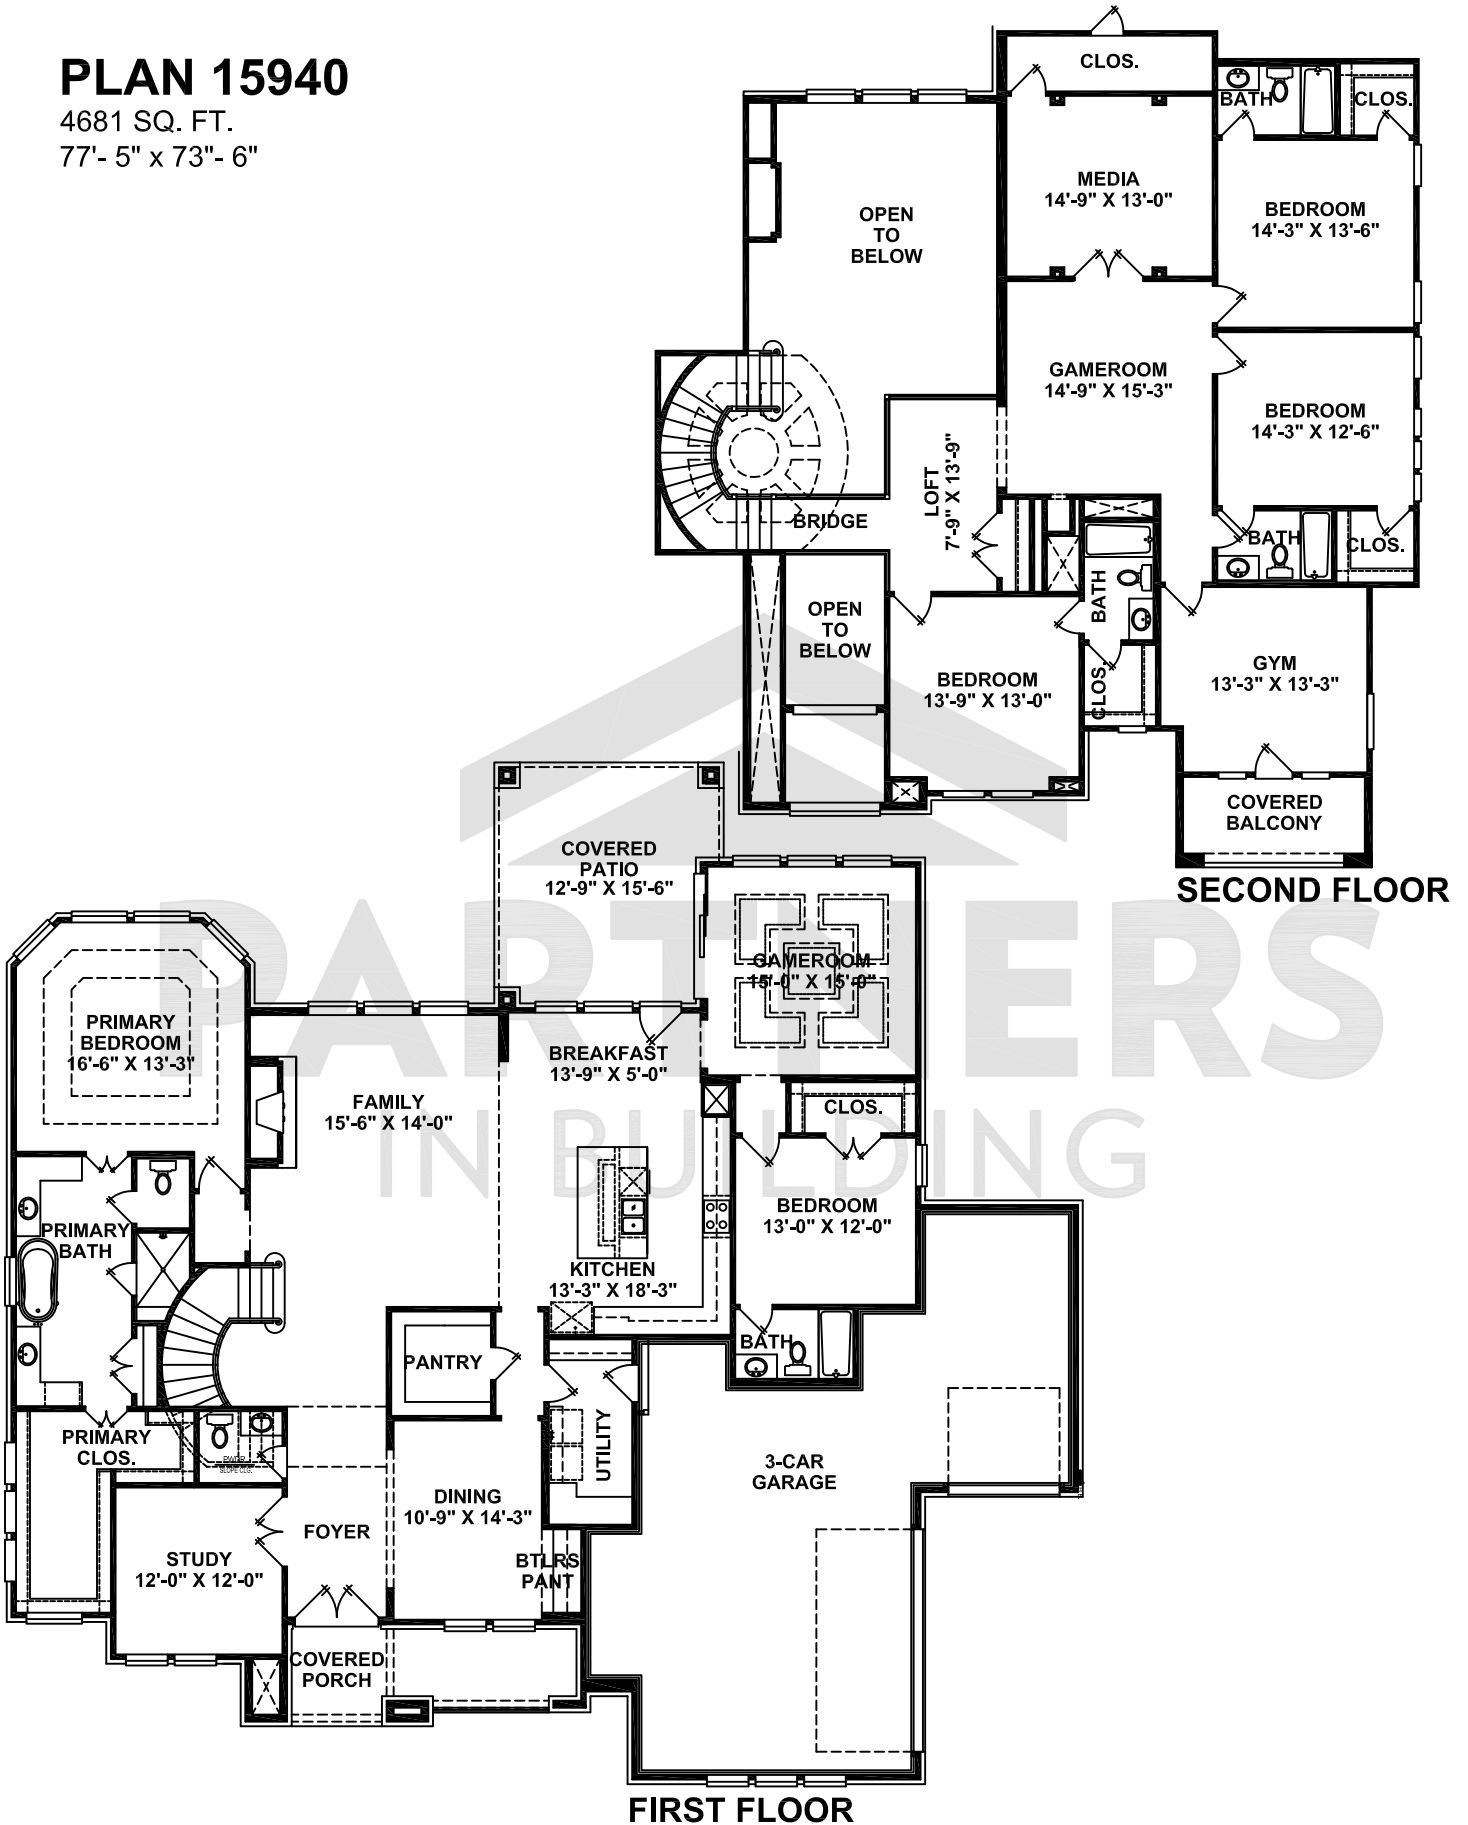 PLAN 15940
4681 SQ. FT.
77'- 5" x 73"- 6"
CLOS.
BATH
CLOS.
MEDIA
14'-9" X 13'-0"
BEDROOM
14'-3" X 13'-6"
OPEN
TO
BELOW
GAMEROOM
14'-9" X 15'-3"
BEDROOM
14'-3" X 12'-6"
LOFT
7'-9" X 13'-9"
BRIDGE
BATH
CLOS.
BATH
OPEN
TO
BELOW
BEDROOM
13'-9" X 13'-0"
CLOS.
GYM
13'-3" X 13'-3"
COVERED
BALCONY
SECOND FLOOR
COVERED
PATIO
12'-9" X 15'-6"
GAMEROOM
15'-0" X 15'-0"
PRIMARY
BEDROOM
16'-6" X 13'-3"
BREAKFAST
13'-9" X 5'-0"
FAMILY
15'-6" X 14'-0"
CLOS.
PARTNERS
IN BUILDING
BEDROOM
13'-0" X 12'-0"
PRIMARY
BATH
KITCHEN
13'-3" X 18'-3"
BATH
PANTRY
UTILITY
PRIMARY
CLOS.
PWDR
SLOPE CLG.
3-CAR
GARAGE
DINING
10'-9" X 14'-3"
FOYER
STUDY
12'-0" X 12'-0"
BTLRS
PANT
COVERED
PORCH
FIRST FLOOR